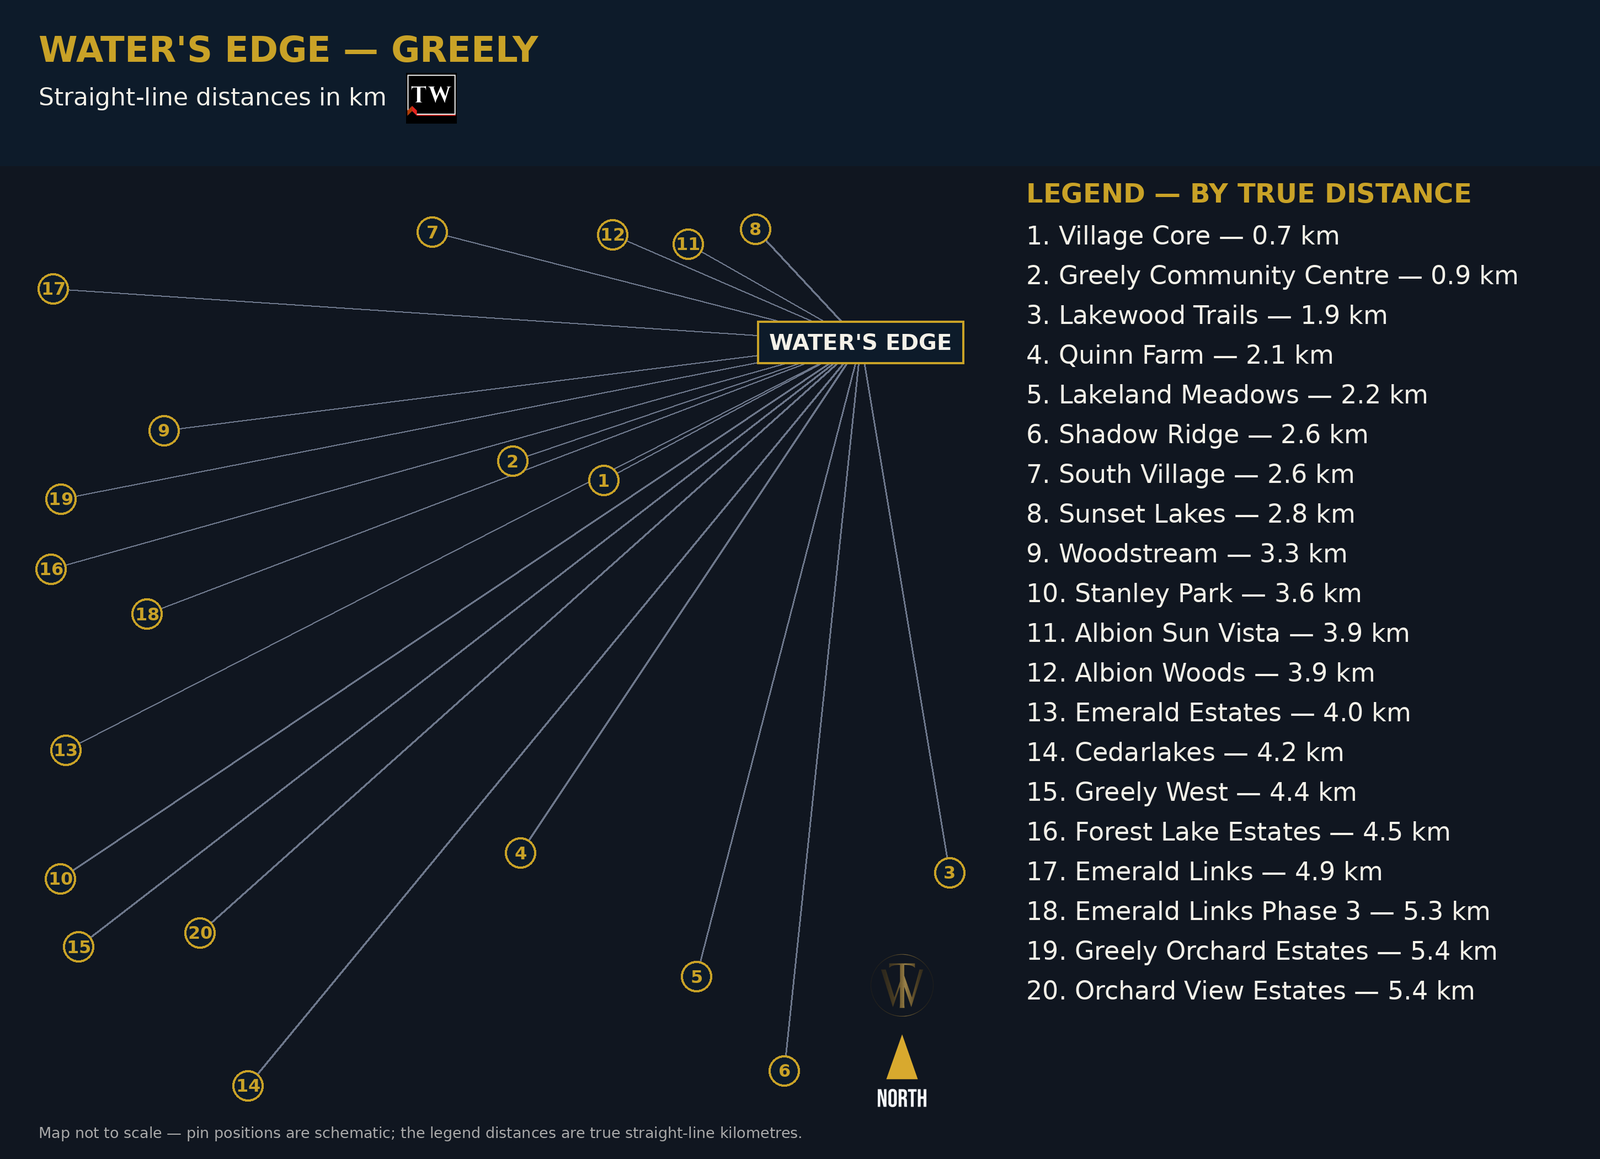 WATER'S EDGE — GREELY
Straight-line distances in km
TW
LEGEND — BY TRUE DISTANCE
1. Village Core — 0.7 km
2. Greely Community Centre — 0.9 km
3. Lakewood Trails — 1.9 km
4. Quinn Farm — 2.1 km
5. Lakeland Meadows — 2.2 km
6. Shadow Ridge — 2.6 km
7. South Village — 2.6 km
8. Sunset Lakes — 2.8 km
9. Woodstream — 3.3 km
10. Stanley Park — 3.6 km
11. Albion Sun Vista — 3.9 km
12. Albion Woods — 3.9 km
13. Emerald Estates — 4.0 km
14. Cedarlakes — 4.2 km
15. Greely West — 4.4 km
16. Forest Lake Estates — 4.5 km
17. Emerald Links — 4.9 km
18. Emerald Links Phase 3 — 5.3 km
19. Greely Orchard Estates — 5.4 km
20. Orchard View Estates — 5.4 km
8
7
12
11
17
WATER'S EDGE
9
2
1
19
16
18
13
4
3
10
20
15
5
TW
6
14
NORTH
Map not to scale — pin positions are schematic; the legend distances are true straight-line kilometres.